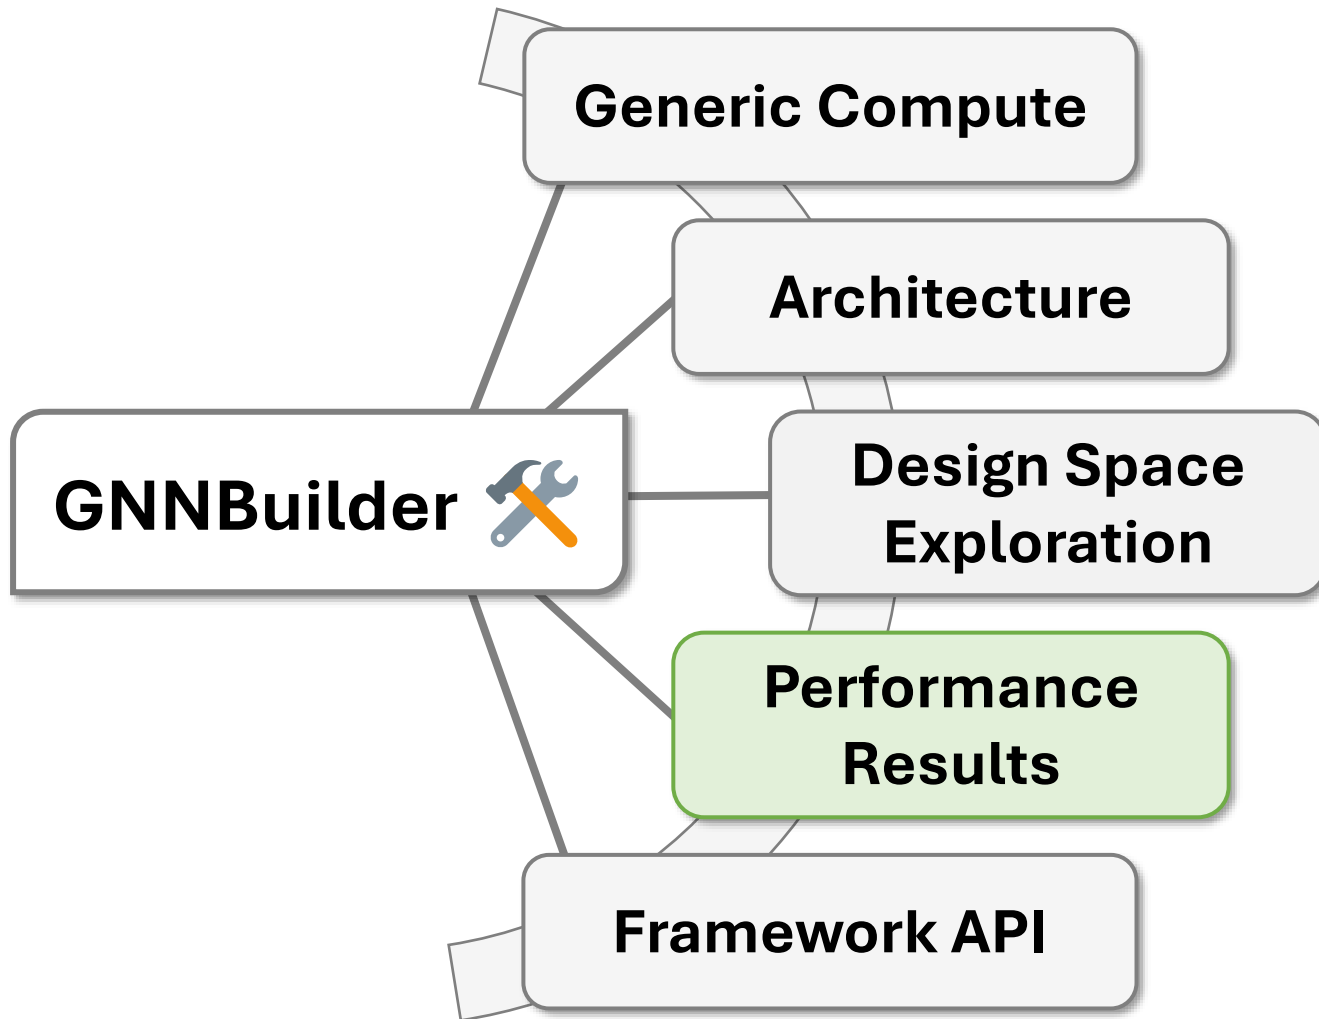 Generic Compute
Architecture
GNNBuilder
Design Space
Exploration
Performance
Results
Framework API